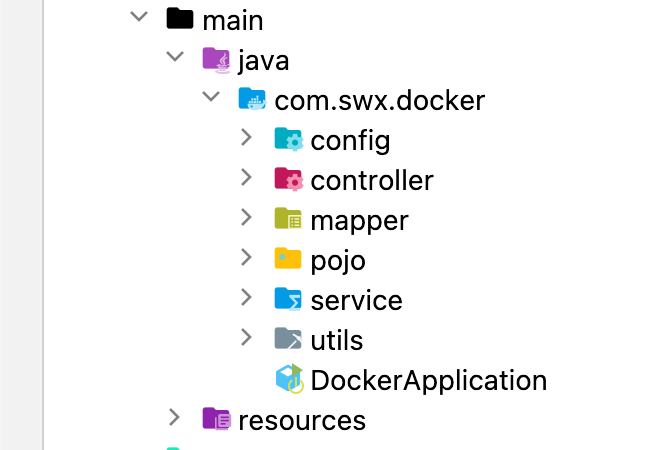 main
java
com.swx.docker
config
controller
mapper
pojo
service
utils
DockerApplication
resources